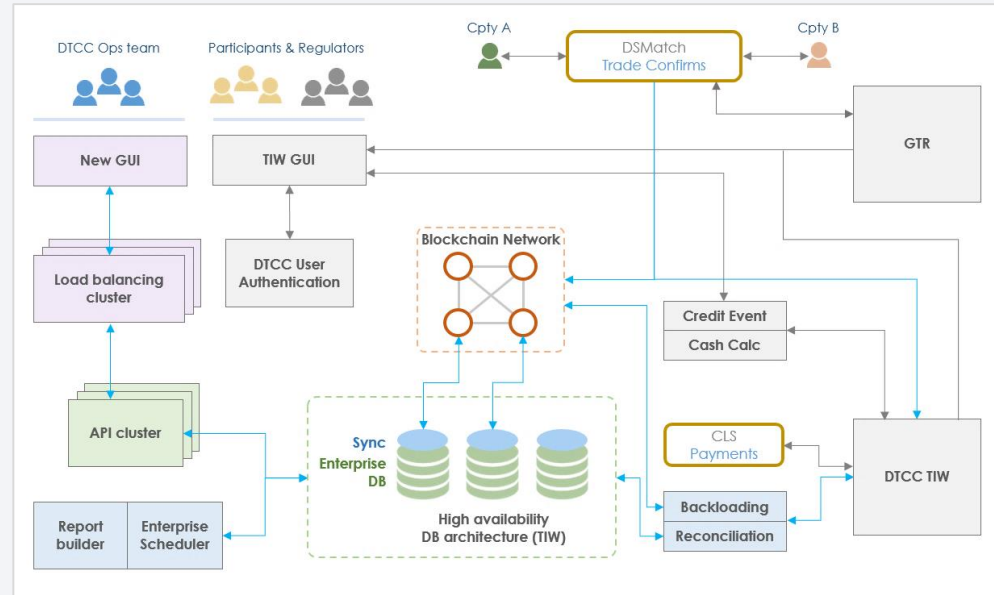 Cpty A
Cpty B
DTCC Ops team
Participants & Regulators
DSMatch
Trade Confirms
New GUI
TIW GUI
GTR
Blockchain Network
Load balancing
cluster
DTCC User
Authentication
Credit Event
Cash Calc
API cluster
Sync
Enterprise
DB
CLS
Payments
DTCC TIW
Report
builder
Enterprise
Scheduler
High availability
DB architecture (TIW)
Backloading
Reconciliation